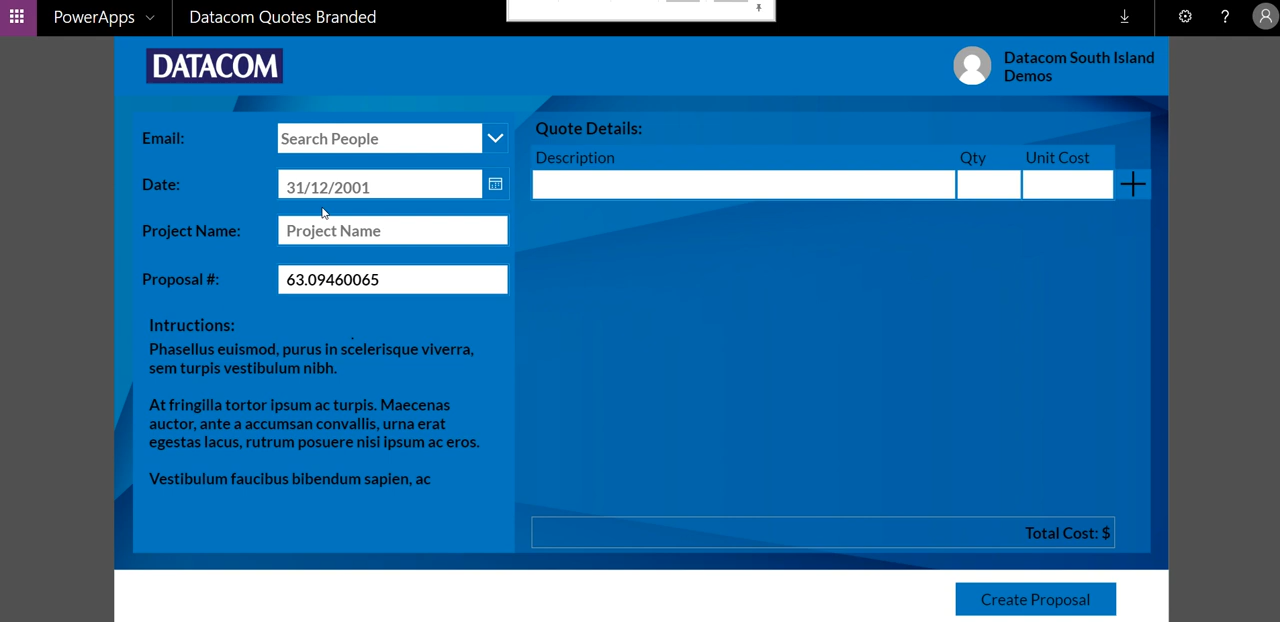 PowerApps
Datacom Quotes Branded
?
DATACOM
Datacom South Island
Demos
Email:
Search People
Date:
31/12/2001
Project Name:
Project Name
Proposal #:
63.09460065
Intructions:
Phasellus euismod, purus in scelerisque viverra,
sem turpis vestibulum nibh.
At fringilla tortor ipsum ac turpis. Maecenas
auctor, ante a accumsan convallis, urna erat
egestas lacus, rutrum posuere nisi ipsum ac eros.
Vestibulum faucibus bibendum sapien, ac
Quote Details:
Description Qty Unit Cost
Total Cost: $
Create Proposal